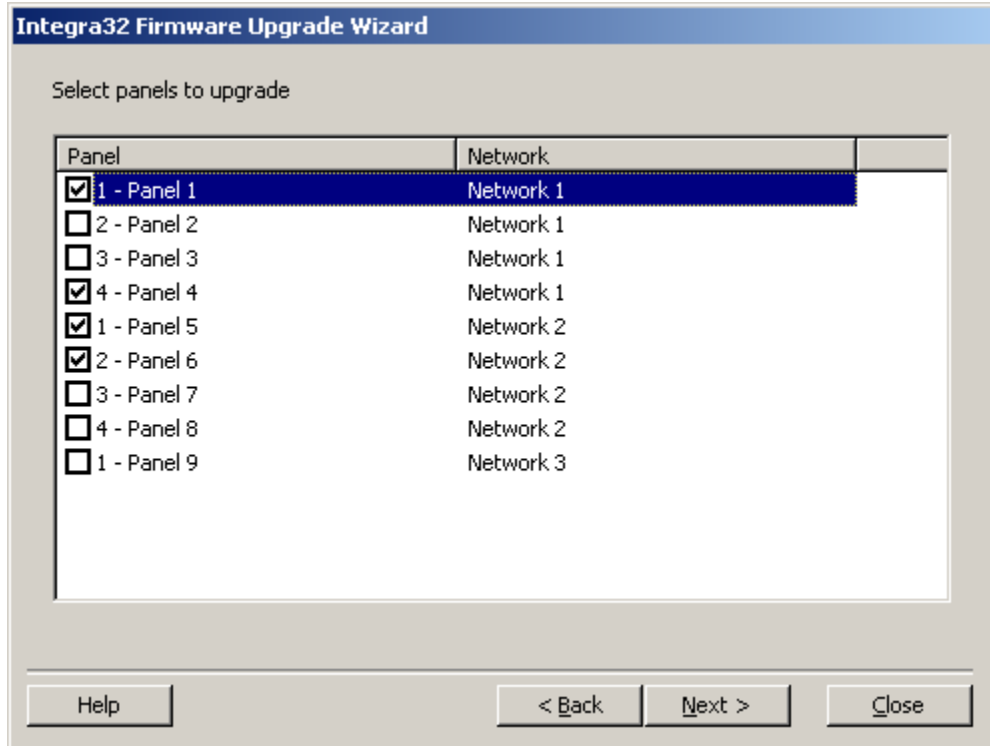 Integra32 Firmware Upgrade Wizard
Select panels to upgrade
Panel Network
1 - Panel 1 Network 1
2 - Panel 2 Network 1
3 - Panel 3 Network 1
4 - Panel 4 Network 1
1 - Panel 5 Network 2
2 - Panel 6 Network 2
3 - Panel 7 Network 2
4 - Panel 8 Network 2
1 - Panel 9 Network 3
Help < Back Next > Close